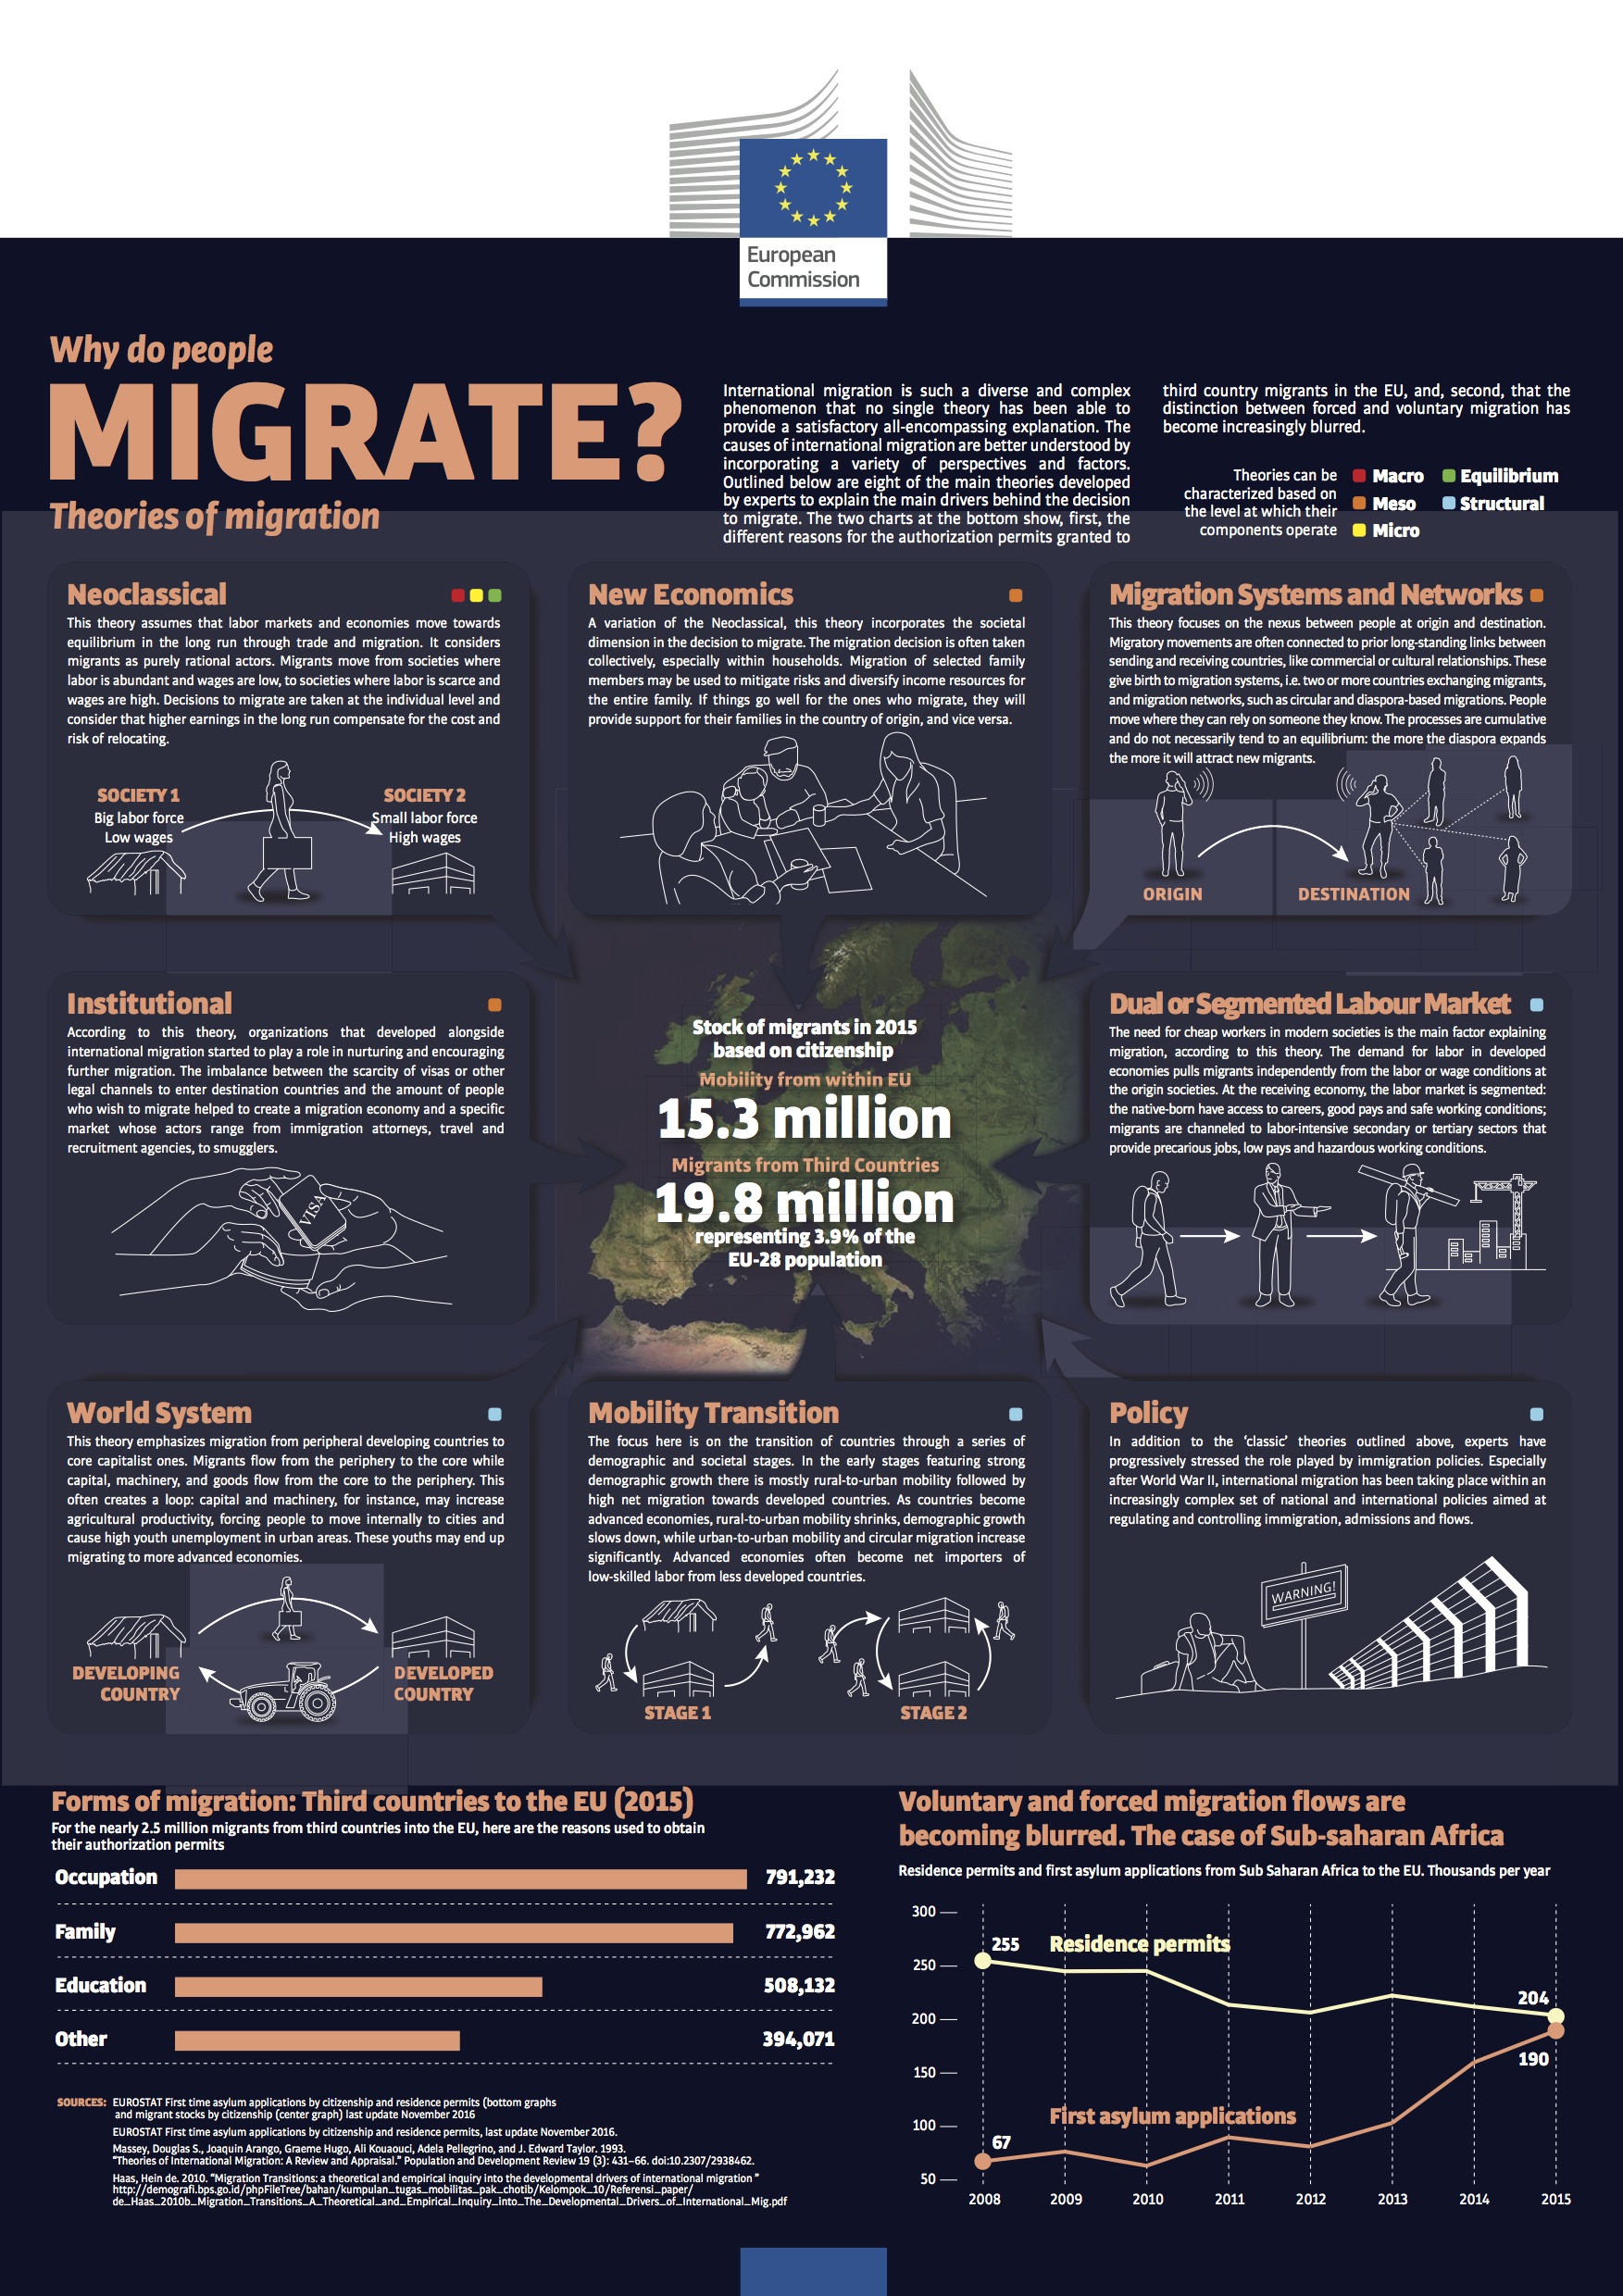 European
Commission
Why do people
MIGRATE?
Theories of migration
International migration is such a diverse and complex
phenomenon that no single theory has been able to
provide a satisfactory all-encompassing explanation. The
causes of international migration are better understood by
incorporating a variety of perspectives and factors.
Outlined below are eight of the main theories developed
by experts to explain the main drivers behind the decision
to migrate. The two charts at the bottom show, first, the
different reasons for the authorization permits granted to
third country migrants in the EU, and, second, that the
distinction between forced and voluntary migration has
become increasingly blurred.
Theories can be
characterized based on
the level at which their
components operate
Macro
Meso
Micro
Equilibrium
Structural
Neoclassical
This theory assumes that labor markets and economies move towards
equilibrium in the long run through trade and migration. It considers
migrants as purely rational actors. Migrants move from societies where
labor is abundant and wages are low, to societies where labor is scarce and
wages are high. Decisions to migrate are taken at the individual level and
consider that higher earnings in the long run compensate for the cost and
risk of relocating.
SOCIETY 1
Big labor force
Low wages
SOCIETY 2
Small labor force
High wages
New Economics
A variation of the Neoclassical, this theory incorporates the societal
dimension in the decision to migrate. The migration decision is often taken
collectively, especially within households. Migration of selected family
members may be used to mitigate risks and diversify income resources for
the entire family. If things go well for the ones who migrate, they will
provide support for their families in the country of origin, and vice versa.
Migration Systems and Networks
This theory focuses on the nexus between people at origin and destination.
Migratory movements are often connected to prior long-standing links between
sending and receiving countries, like commercial or cultural relationships. These
give birth to migration systems, i.e. two or more countries exchanging migrants,
and migration networks, such as circular and diaspora-based migrations. People
move where they can rely on someone they know. The processes are cumulative
and do not necessarily tend to an equilibrium: the more the diaspora expands
the more it will attract new migrants.
ORIGIN
DESTINATION
Institutional
According to this theory, organizations that developed alongside
international migration started to play a role in nurturing and encouraging
further migration. The imbalance between the scarcity of visas or other
legal channels to enter destination countries and the amount of people
who wish to migrate helped to create a migration economy and a specific
market whose actors range from immigration attorneys, travel and
recruitment agencies, to smugglers.
VISA
Stock of migrants in 2015
based on citizenship
Mobility from within EU
15.3 million
Migrants from Third Countries
19.8 million
representing 3.9% of the
EU-28 population
Dual or Segmented Labour Market
The need for cheap workers in modern societies is the main factor explaining
migration, according to this theory. The demand for labor in developed
economies pulls migrants independently from the labor or wage conditions at
the origin societies. At the receiving economy, the labor market is segmented:
the native-born have access to careers, good pays and safe working conditions;
migrants are channeled to labor-intensive secondary or tertiary sectors that
provide precarious jobs, low pays and hazardous working conditions.
World System
This theory emphasizes migration from peripheral developing countries to
core capitalist ones. Migrants flow from the periphery to the core while
capital, machinery, and goods flow from the core to the periphery. This
often creates a loop: capital and machinery, for instance, may increase
agricultural productivity, forcing people to move internally to cities and
cause high youth unemployment in urban areas. These youths may end up
migrating to more advanced economies.
DEVELOPING
COUNTRY
DEVELOPED
COUNTRY
Mobility Transition
The focus here is on the transition of countries through a series of
demographic and societal stages. In the early stages featuring strong
demographic growth there is mostly rural-to-urban mobility followed by
high net migration towards developed countries. As countries become
advanced economies, rural-to-urban mobility shrinks, demographic growth
slows down, while urban-to-urban mobility and circular migration increase
significantly. Advanced economies often become net importers of
low-skilled labor from less developed countries.
STAGE 1
STAGE 2
Policy
In addition to the 'classic' theories outlined above, experts have
progressively stressed the role played by immigration policies. Especially
after World War II, international migration has been taking place within an
increasingly complex set of national and international policies aimed at
regulating and controlling immigration, admissions and flows.
WARNING!
Forms of migration: Third countries to the EU (2015)
For the nearly 2.5 million migrants from third countries into the EU, here are the reasons used to obtain
their authorization permits
Occupation 791,232
Family 772,962
Education 508,132
Other 394,071
SOURCES: EUROSTAT First time asylum applications by citizenship and residence permits (bottom graphs
and migrant stocks by citizenship (center graph) last update November 2016
EUROSTAT First time asylum applications by citizenship and residence permits, last update November 2016.
Massey, Douglas S., Joaquin Arango, Graeme Hugo, Ali Kouaouci, Adela Pellegrino, and J. Edward Taylor. 1993.
"Theories of International Migration: A Review and Appraisal." Population and Development Review 19 (3): 431–66. doi:10.2307/2938462.
Haas, Hein de. 2010. "Migration Transitions: a theoretical and empirical inquiry into the developmental drivers of international migration "
http://demografi.bps.go.id/phpFileTree/bahan/kumpulan_tugas_mobilitas_pak_chotib/Kelompok_10/Referensi_paper/
de_Haas_2010b_Migration_Transitions_A_Theoretical_and_Empirical_Inquiry_into_The_Developmental_Drivers_of_International_Mig.pdf
Voluntary and forced migration flows are
becoming blurred. The case of Sub-saharan Africa
Residence permits and first asylum applications from Sub Saharan Africa to the EU. Thousands per year
300
250
200
150
100
50
255
Residence permits
204
190
First asylum applications
67
2008 2009 2010 2011 2012 2013 2014 2015